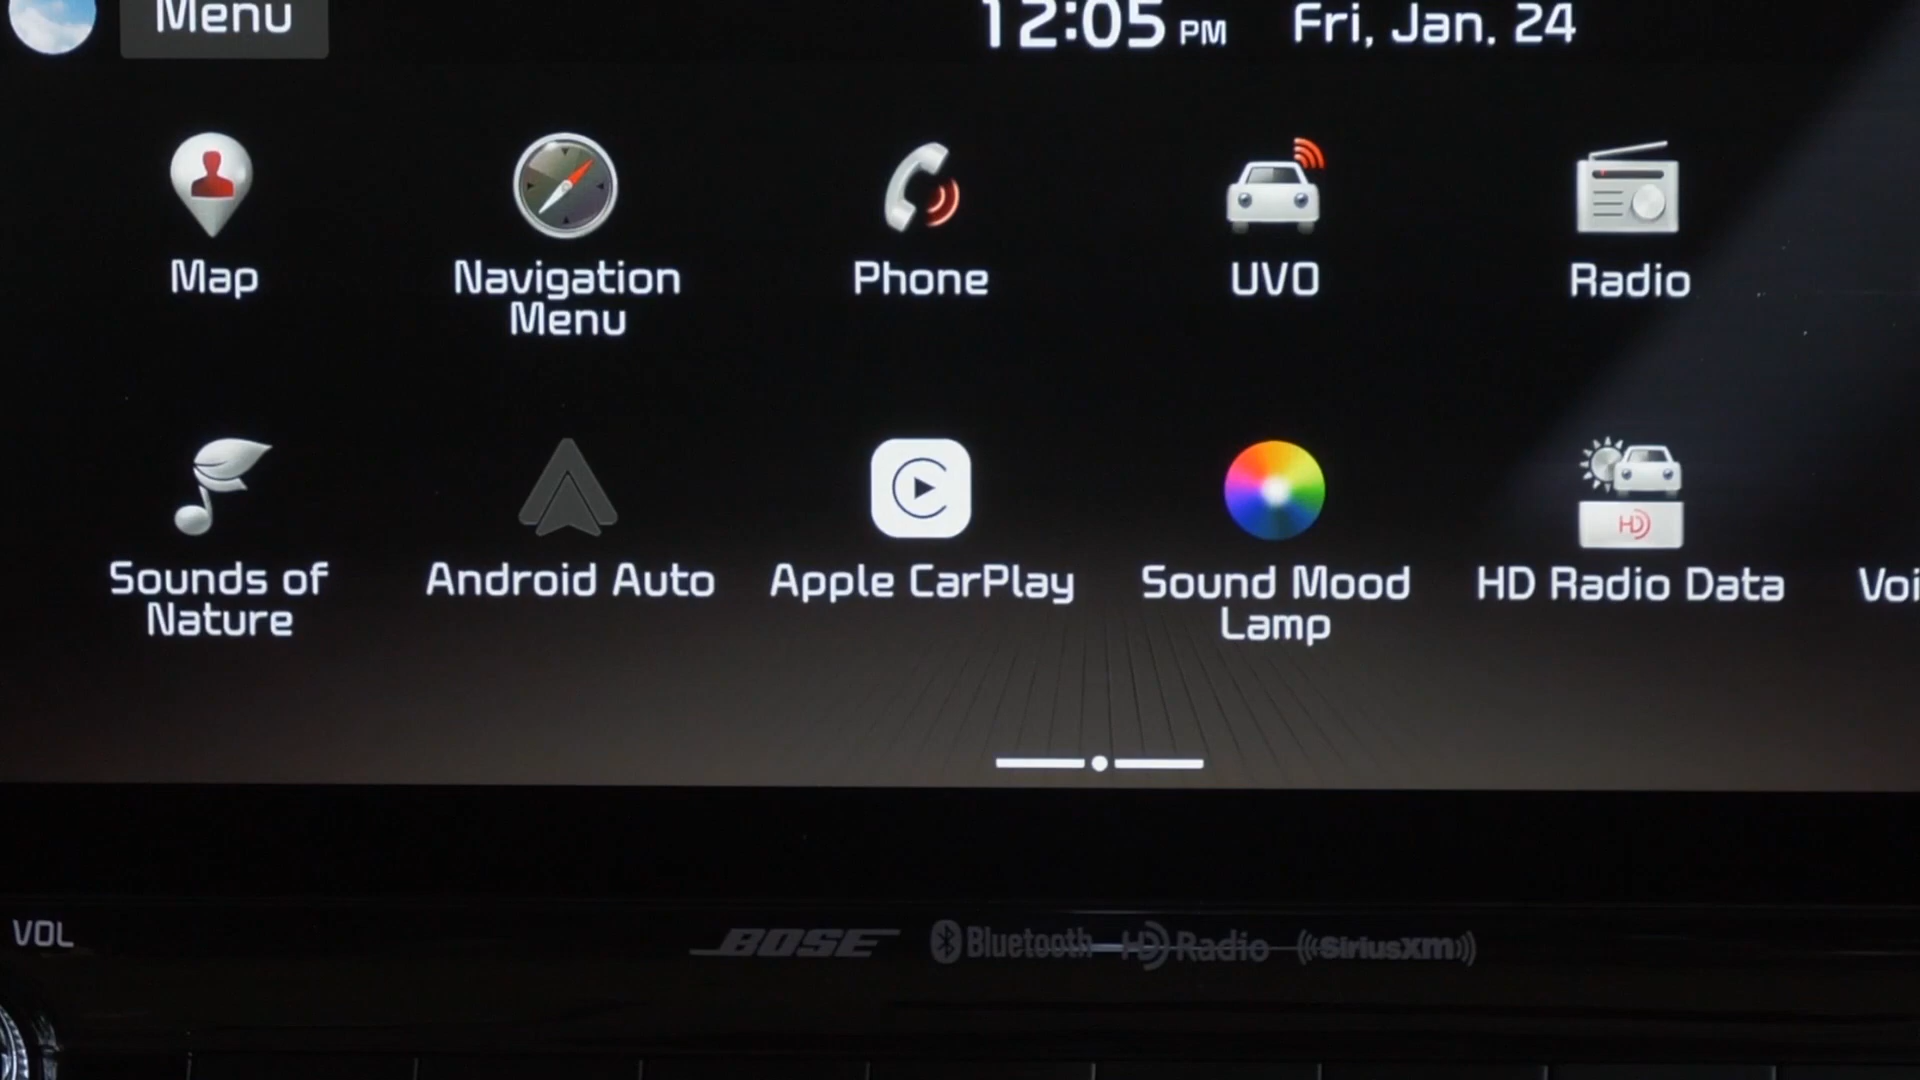 Menu
12:05 PM Fri, Jan. 24
Map
Navigation
Menu
Phone
UVO
Radio
Sounds of
Nature
Android Auto
Apple CarPlay
Sound Mood
Lamp
HD Radio Data
HD
VOL
BOSE Bluetooth HD Radio SiriusXM